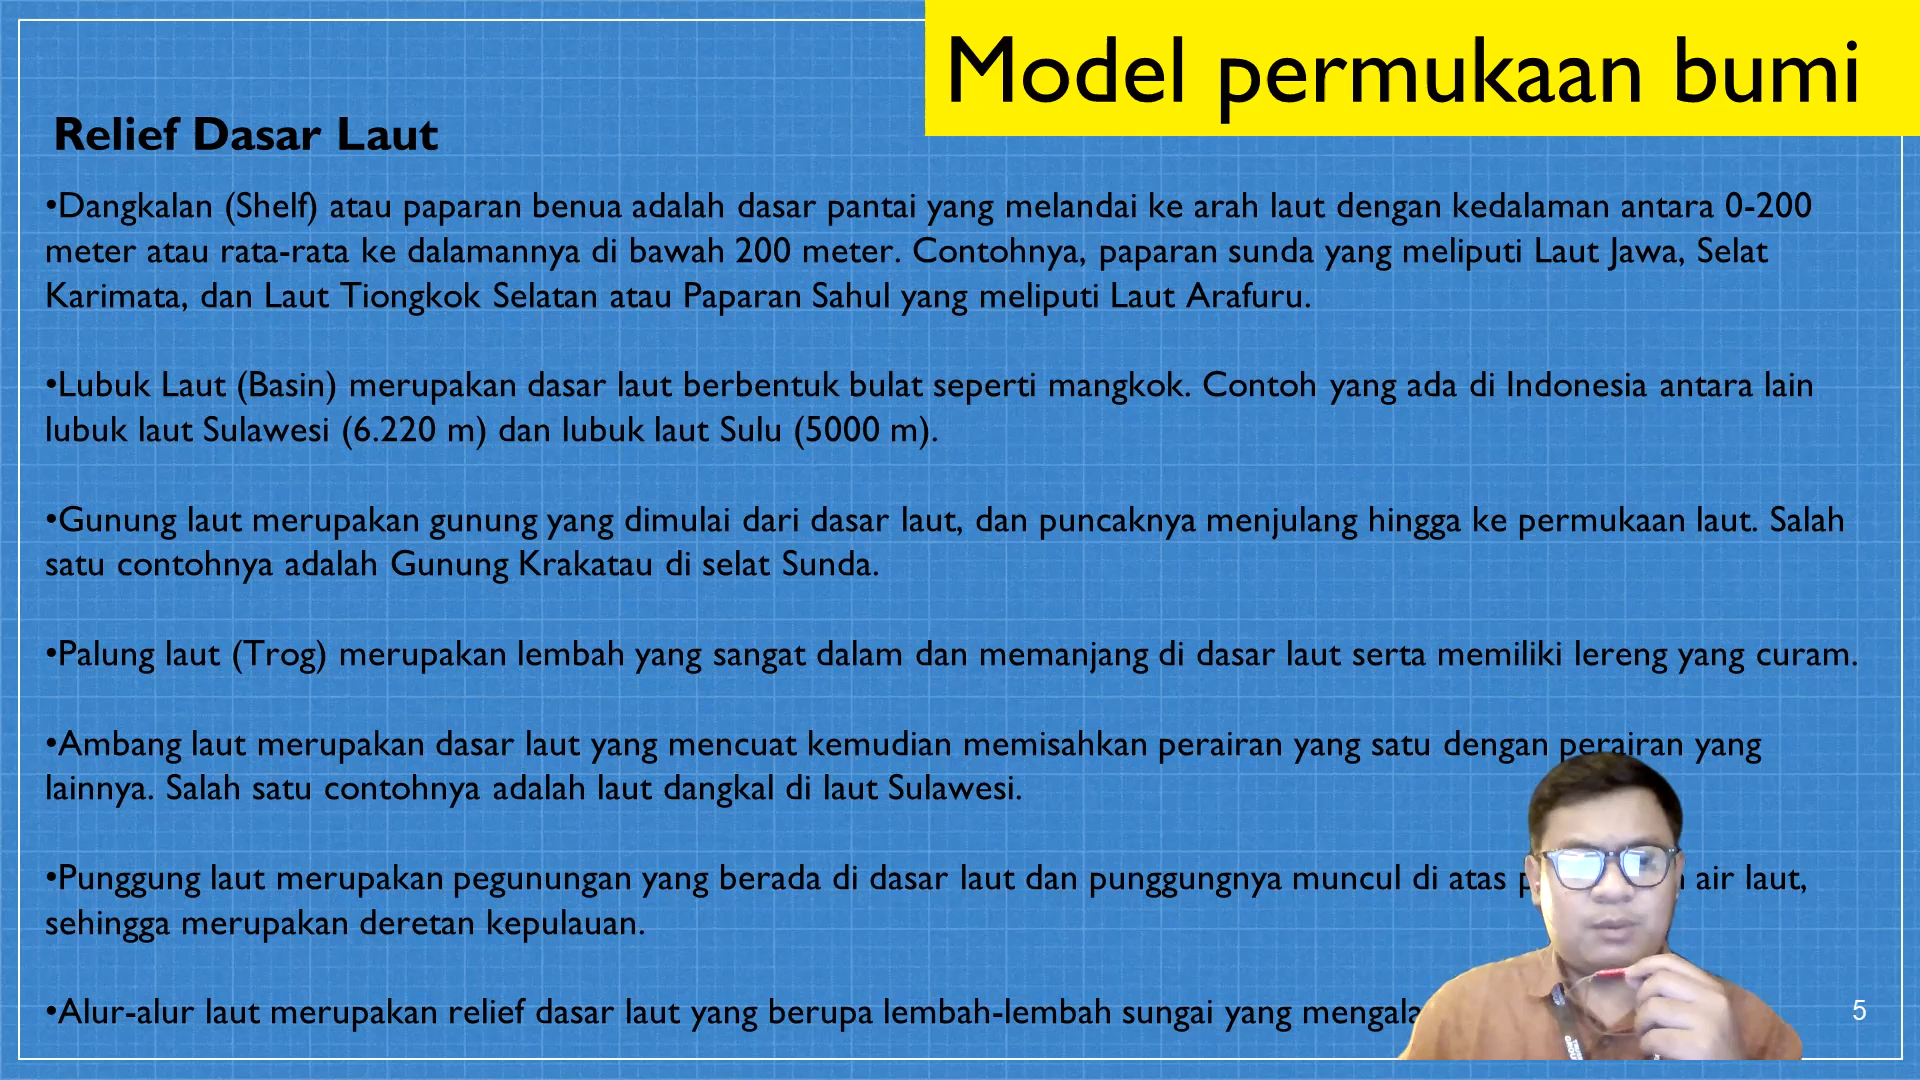 Model permukaan bumi
Relief Dasar Laut
•Dangkalan (Shelf) atau paparan benua adalah dasar pantai yang melandai ke arah laut dengan kedalaman antara 0-200
meter atau rata-rata ke dalamannya di bawah 200 meter. Contohnya, paparan sunda yang meliputi Laut Jawa, Selat
Karimata, dan Laut Tiongkok Selatan atau Paparan Sahul yang meliputi Laut Arafuru.
•Lubuk Laut (Basin) merupakan dasar laut berbentuk bulat seperti mangkok. Contoh yang ada di Indonesia antara lain
lubuk laut Sulawesi (6.220 m) dan lubuk laut Sulu (5000 m).
•Gunung laut merupakan gunung yang dimulai dari dasar laut, dan puncaknya menjulang hingga ke permukaan laut. Salah
satu contohnya adalah Gunung Krakatau di selat Sunda.
•Palung laut (Trog) merupakan lembah yang sangat dalam dan memanjang di dasar laut serta memiliki lereng yang curam.
•Ambang laut merupakan dasar laut yang mencuat kemudian memisahkan perairan yang satu dengan perairan yang
lainnya. Salah satu contohnya adalah laut dangkal di laut Sulawesi.
•Punggung laut merupakan pegunungan yang berada di dasar laut dan punggungnya muncul di atas air laut,
sehingga merupakan deretan kepulauan.
•Alur-alur laut merupakan relief dasar laut yang berupa lembah-lembah sungai yang
5